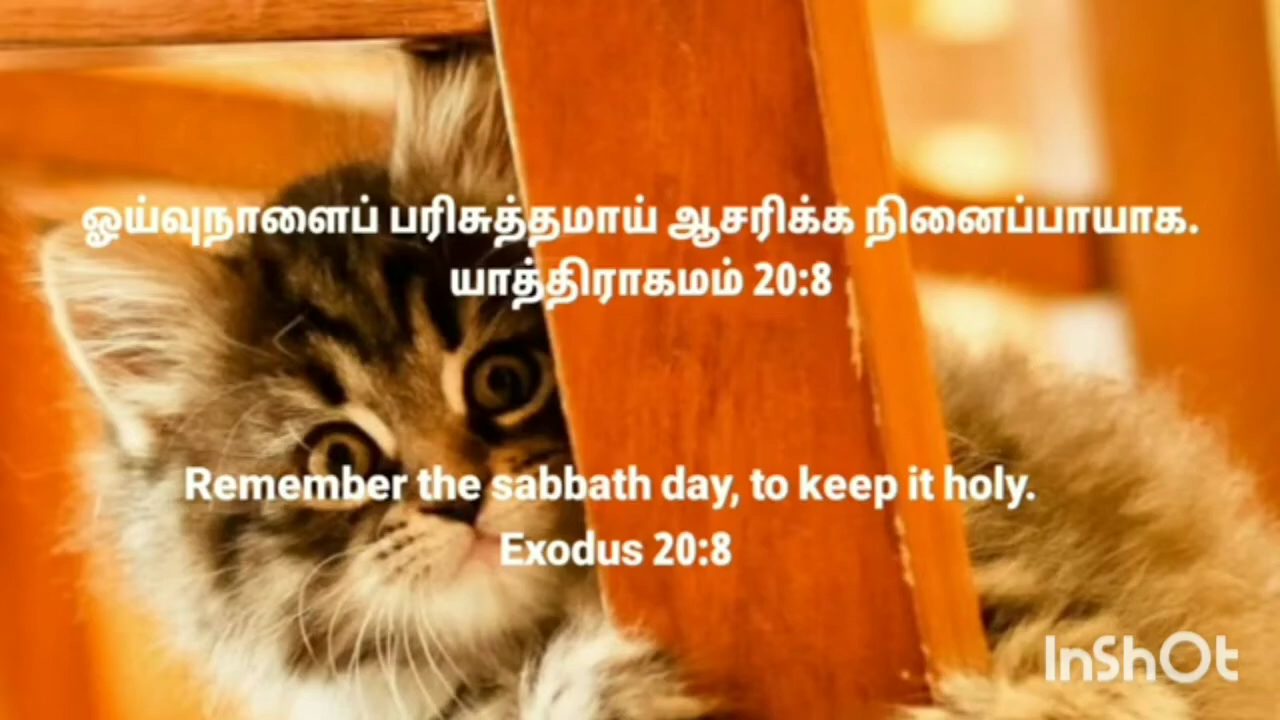 ஓய்வுநாளைப் பரிசுத்தமாய் ஆசரிக்க நினைப்பாயாக.
யாத்திராகமம் 20:8
Remember the sabbath day, to keep it holy.
Exodus 20:8
InShOt